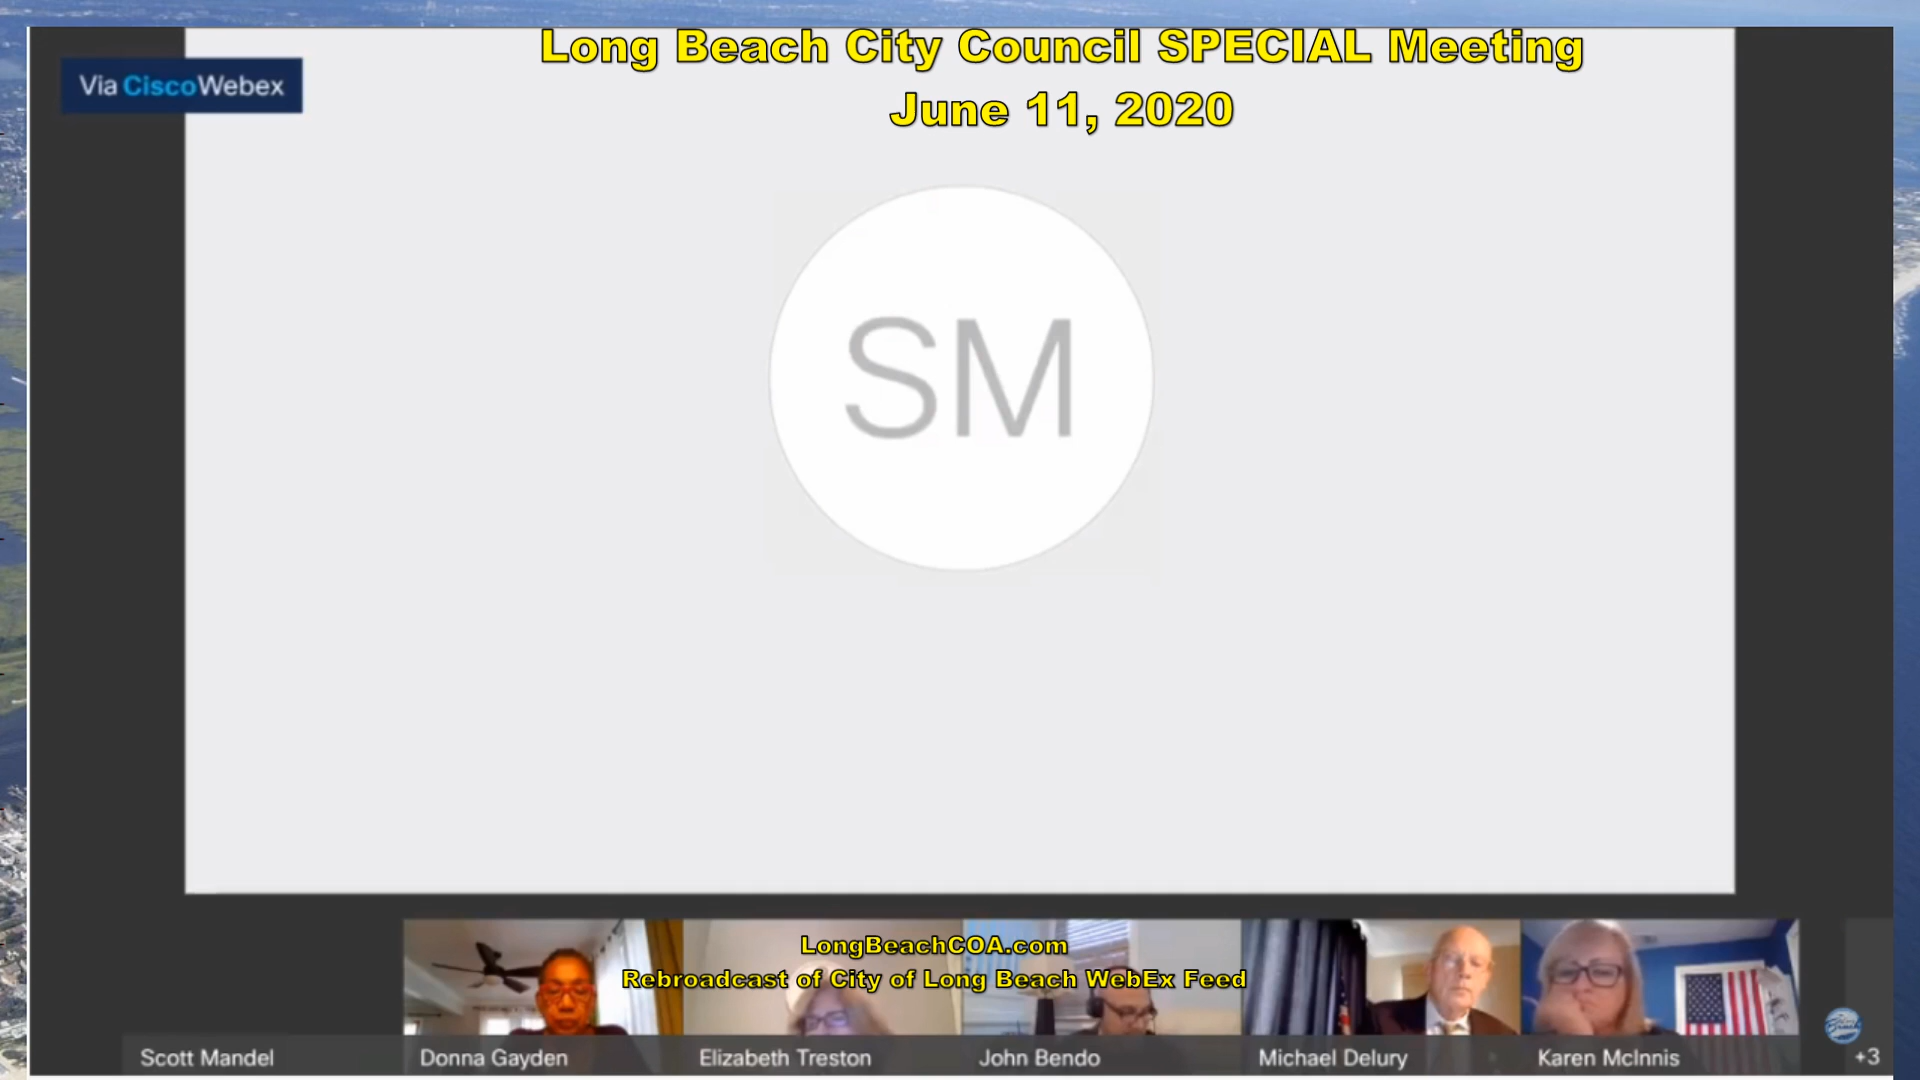 Long Beach City Council SPECIAL Meeting
June 11, 2020
Via CiscoWebex
SM
LongBeachCOA.com
Rebroadcast of City of Long Beach WebEx Feed
Scott Mandel
Donna Gayden
Elizabeth Treston
John Bendo
Michael Delury
Karen McInnis
+3